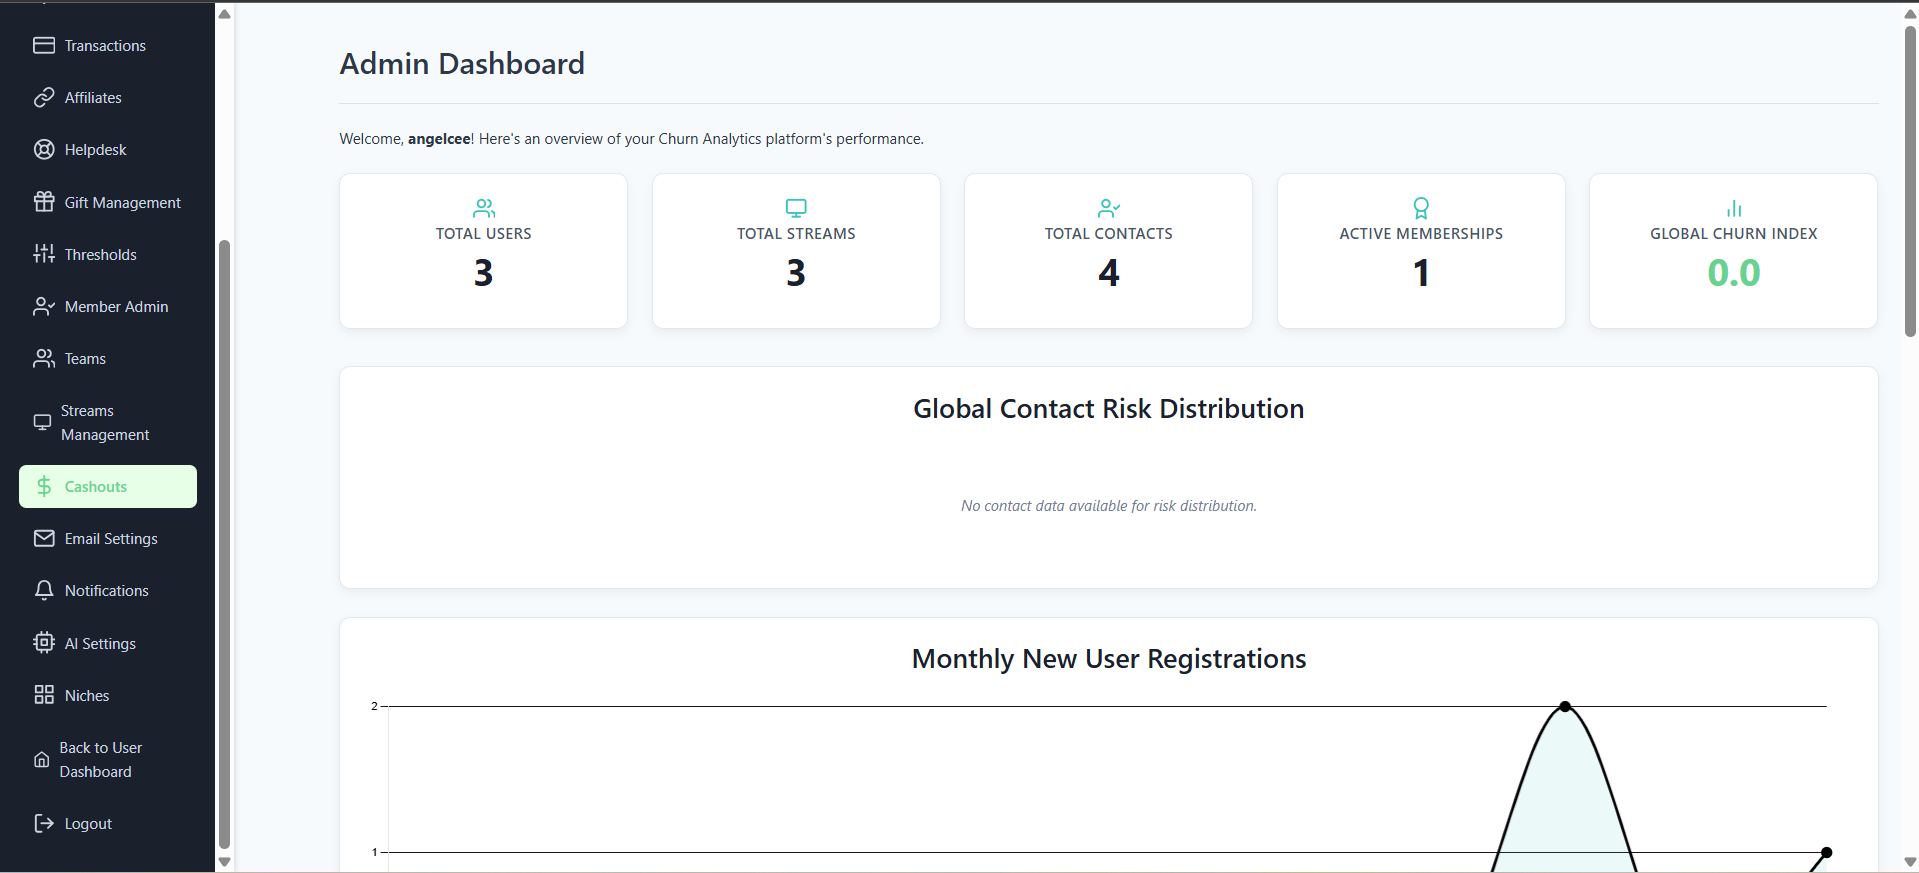 Transactions
Affiliates
Helpdesk
Gift Management
Thresholds
Member Admin
Teams
Streams
Management
Cashouts
Email Settings
Notifications
AI Settings
Niches
Back to User
Dashboard
Logout
Admin Dashboard
Welcome, angelcee! Here's an overview of your Churn Analytics platform's performance.
TOTAL USERS
3
TOTAL STREAMS
3
TOTAL CONTACTS
4
ACTIVE MEMBERSHIPS
1
GLOBAL CHURN INDEX
0.0
Global Contact Risk Distribution
No contact data available for risk distribution.
Monthly New User Registrations
2
1